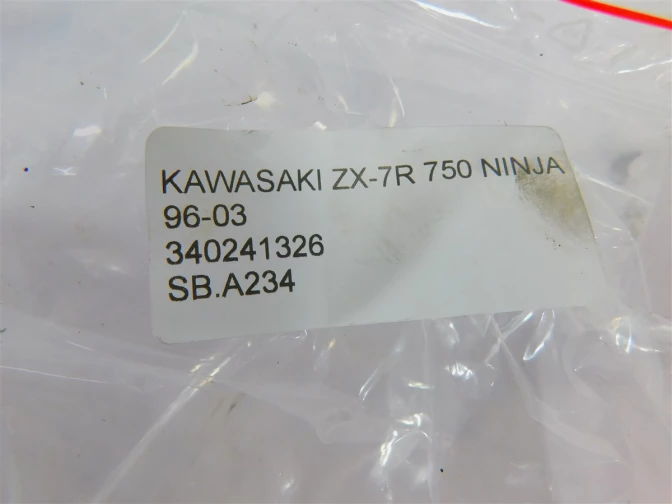 KAWASAKI ZX-7R 750 NINJA
96-03
340241326
SB.A234